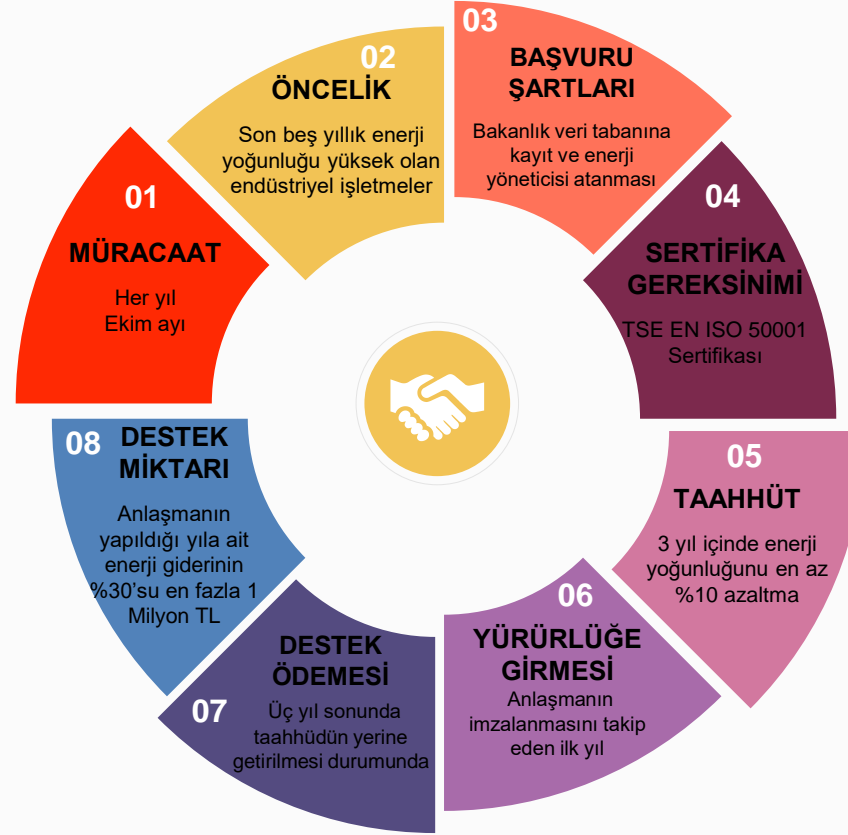 01
MÜRACAAT
Her yıl
Ekim ayı
02
ÖNCELİK
Son beş yıllık enerji
yoğunluğu yüksek olan
endüstriyel işletmeler
03
BAŞVURU
ŞARTLARI
Bakanlık veri tabanına
kayıt ve enerji
yöneticisi atanması
04
SERTİFİKA
GEREKSİNİMİ
TSE EN ISO 50001
Sertifikası
05
TAAHHÜT
3 yıl içinde enerji
yoğunluğunu en az
%10 azaltma
06
YÜRÜRLÜĞE
GİRMESİ
Anlaşmanın
imzalanmasını takip
eden ilk yıl
07
DESTEK
ÖDEMESİ
Üç yıl sonunda
taahhüdün yerine
getirilmesi durumunda
08
DESTEK
MİKTARI
Anlaşmanın
yapıldığı yıla ait
enerji giderinin
%30’su en fazla 1
Milyon TL